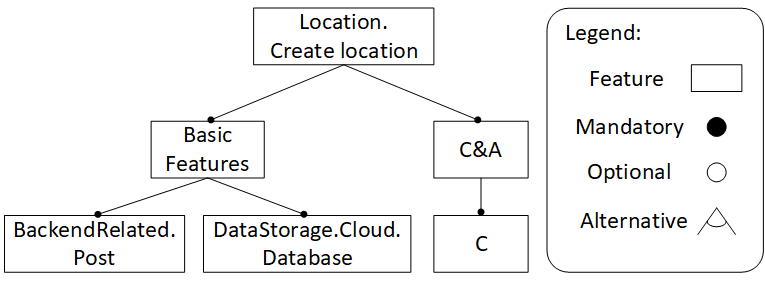 Location.
Create location
Basic
Features
C&A
BackendRelated.
Post
DataStorage.Cloud.
Database
C
Legend:
Feature
Mandatory
Optional
Alternative